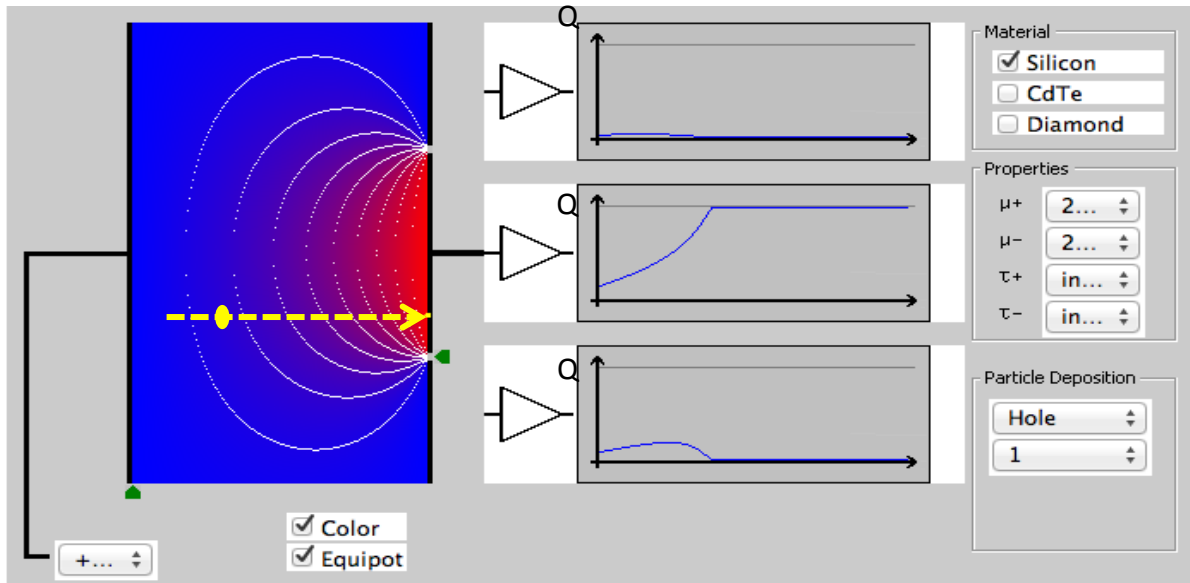 Q
Q
Q
Material
Silicon
CdTe
Diamond
Properties
μ+ 2...
μ- 2...
τ+ in...
τ- in...
Particle Deposition
Hole
1
Color
Equipot
+...